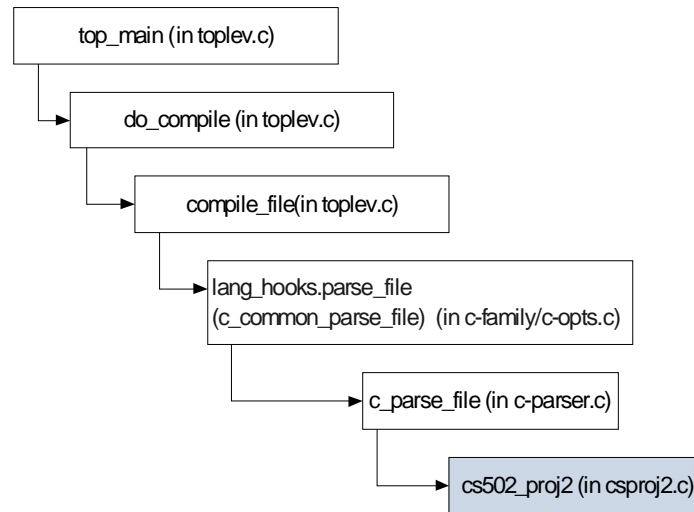 top_main (in toplev.c)
do_compile (in toplev.c)
compile_file(in toplev.c)
lang_hooks.parse_file
(c_common_parse_file) (in c-family/c-opts.c)
c_parse_file (in c-parser.c)
cs502_proj2 (in csproj2.c)